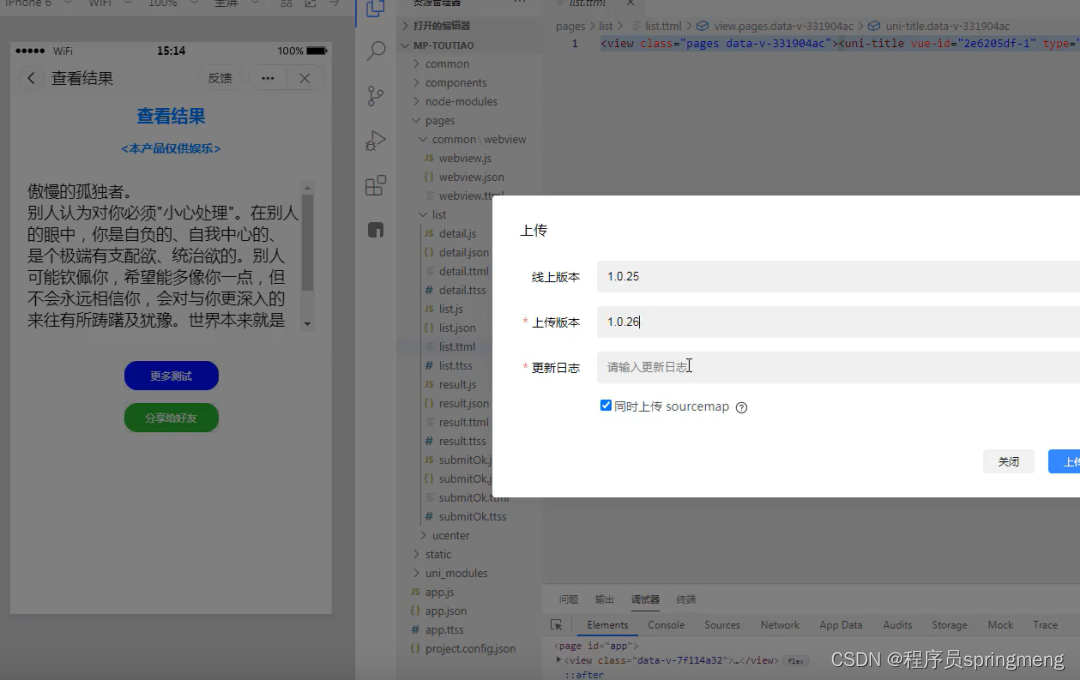 iPhone 6 WiFi 100% 全屏
WiFi 15:14 100%
查看结果 反馈
查看结果
<本产品仅供娱乐>
傲慢的孤独者。
别人认为对你必须"小心处理"。在别人
的眼中，你是自负的、自我中心的、
是个极端有支配欲、统治欲的。别人
可能钦佩你，希望能多像你一点，但
不会永远相信你，会对与你更深入的
来往有所踌躇及犹豫。世界本来就是
更多测试
分享给好友
资源管理器
打开的编辑器
MP-TOUTIAO
common
components
node-modules
pages
common \ webview
webview.js
webview.json
webview.ttml
list
detail.js
detail.json
detail.ttml
detail.ttss
list.js
list.json
list.ttml
list.ttss
result.js
result.json
result.ttml
result.ttss
submitOk.j
submitOk.j
submitOk.ttml
submitOk.ttss
ucenter
static
uni_modules
app.js
app.json
app.ttss
project.config.json
list.ttml
pages > list > list.ttml > view.pages.data-v-331904ac > uni-title.data-v-331904ac
1 <view class="pages data-v-331904ac"><uni-title vue-id="2e6205df-1" type="
上传
线上版本 1.0.25
* 上传版本 1.0.26
* 更新日志 请输入更新日志
同时上传 sourcemap
关闭 上传
问题 输出 调试器 终端
Elements Console Sources Network App Data Audits Storage Mock Trace
<page id="app">
<view class="data-v-7f114a32">…</view> flex
::after
CSDN @程序员springmeng